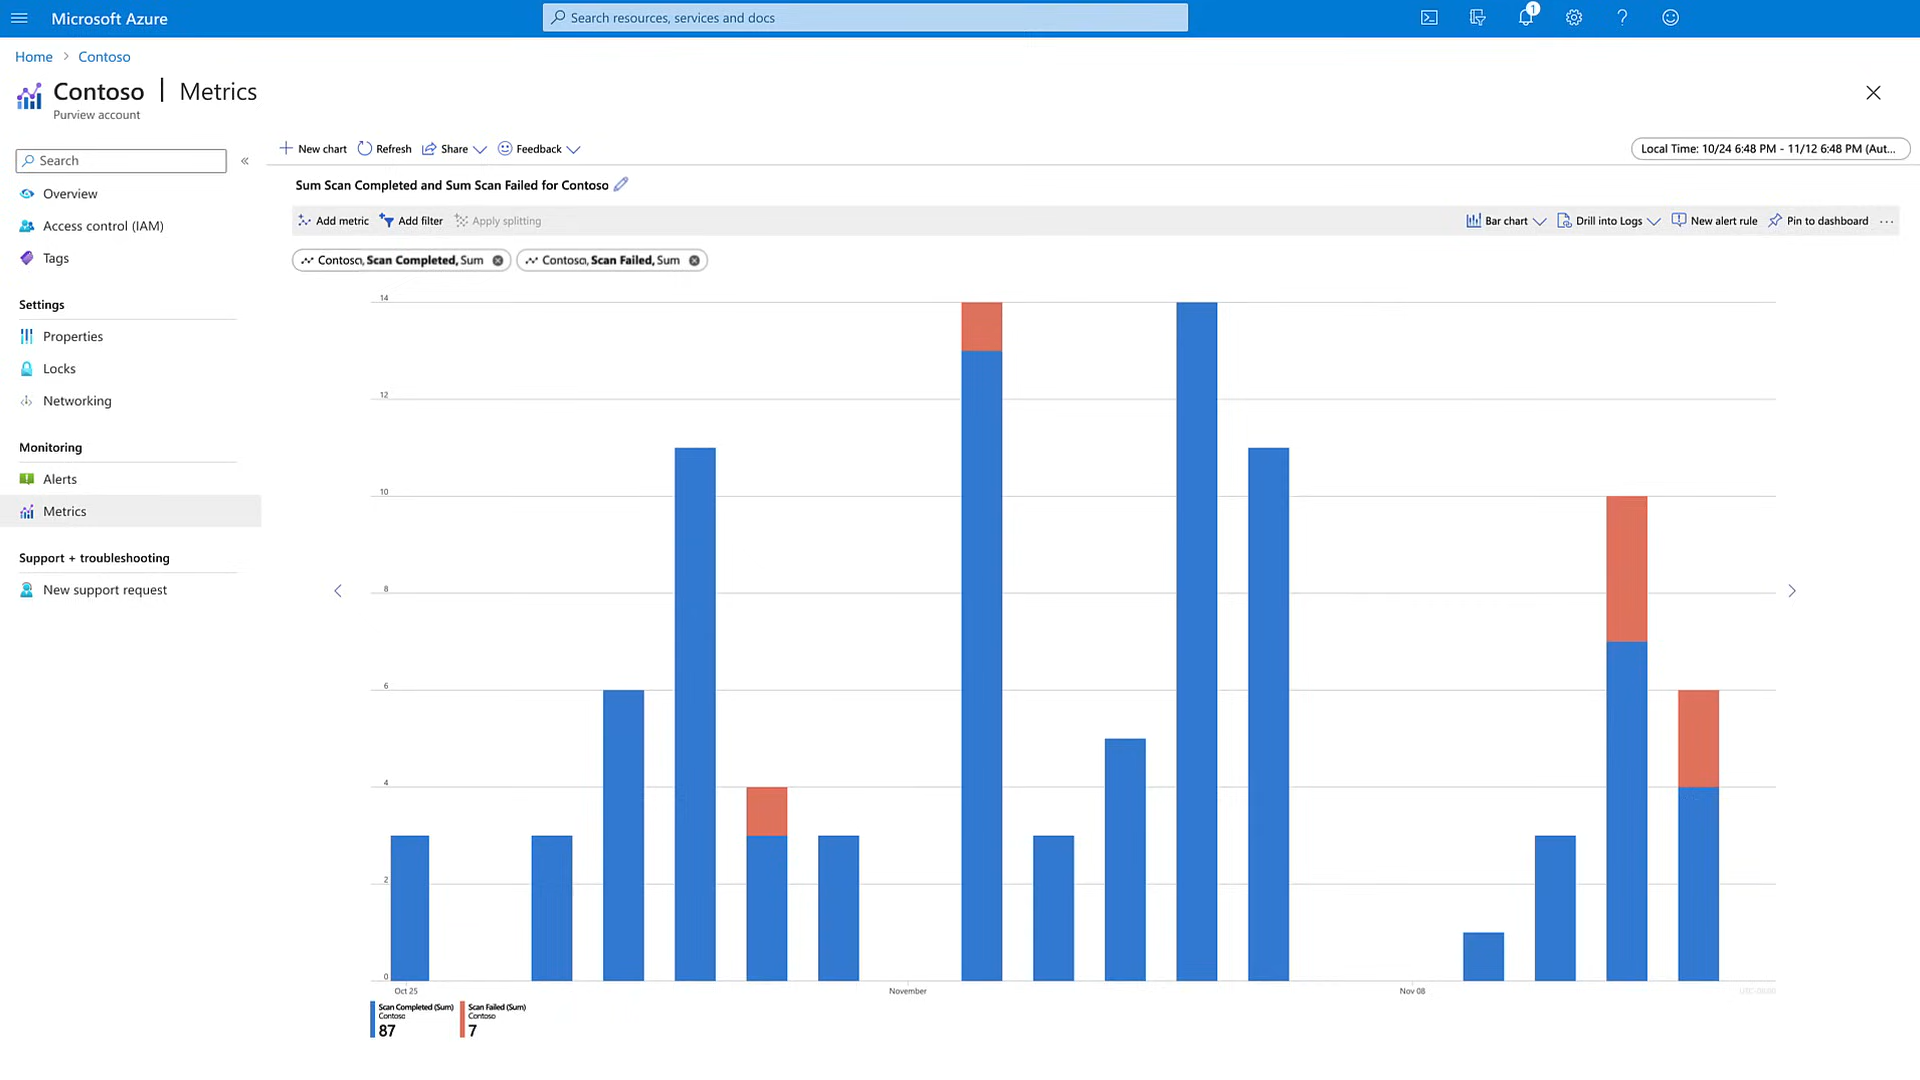 Microsoft Azure
Search resources, services and docs
1
Home > Contoso
Contoso | Metrics
Purview account
Search
«
Overview
Access control (IAM)
Tags
Settings
Properties
Locks
Networking
Monitoring
Alerts
Metrics
Support + troubleshooting
New support request
New chart
Refresh
Share
Feedback
Local Time: 10/24 6:48 PM - 11/12 6:48 PM (Aut...
Sum Scan Completed and Sum Scan Failed for Contoso
Add metric
Add filter
Apply splitting
Bar chart
Drill into Logs
New alert rule
Pin to dashboard
...
Contoso, Scan Completed, Sum
Contoso, Scan Failed, Sum
14
12
10
8
6
4
2
0
Oct 25
November
Nov 08
UTC-08:00
Scan Completed (Sum)
Contoso
87
Scan Failed (Sum)
Contoso
7